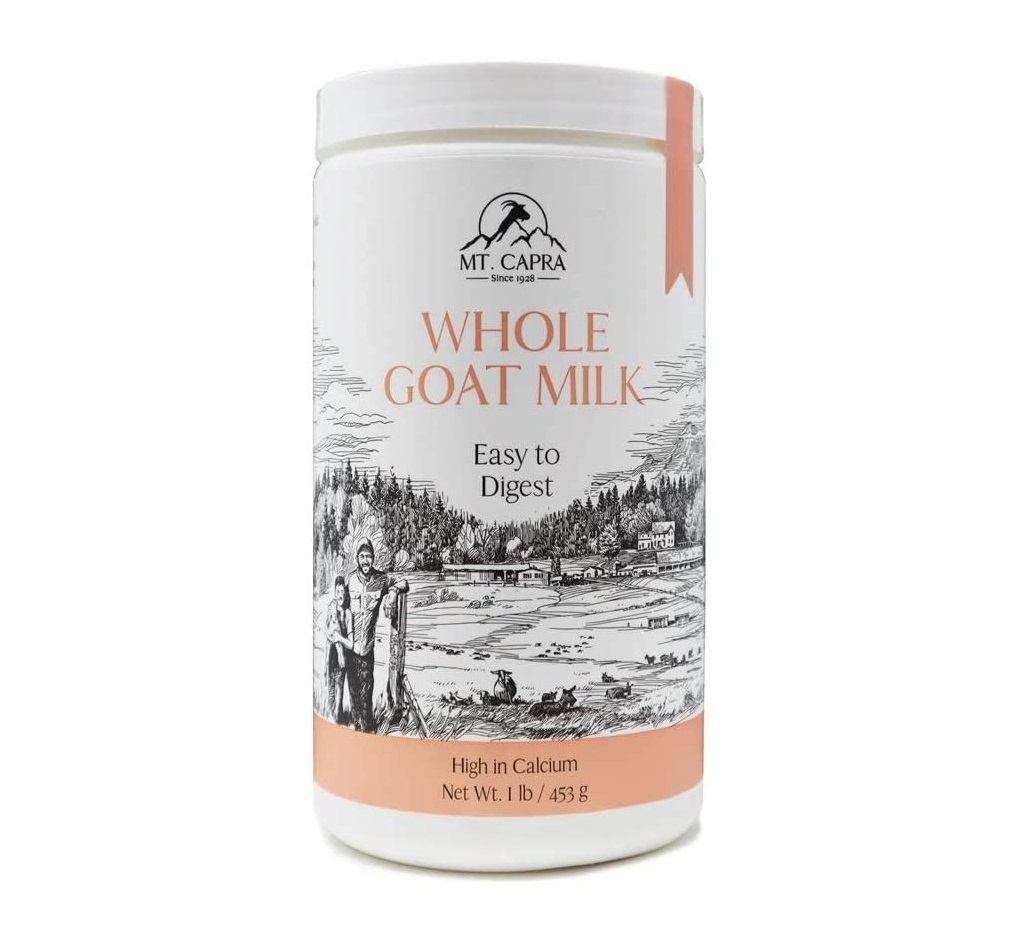 MT. CAPRA
Since 1928
WHOLE
GOAT MILK
Easy to
Digest
High in Calcium
Net Wt. 1 lb / 453 g